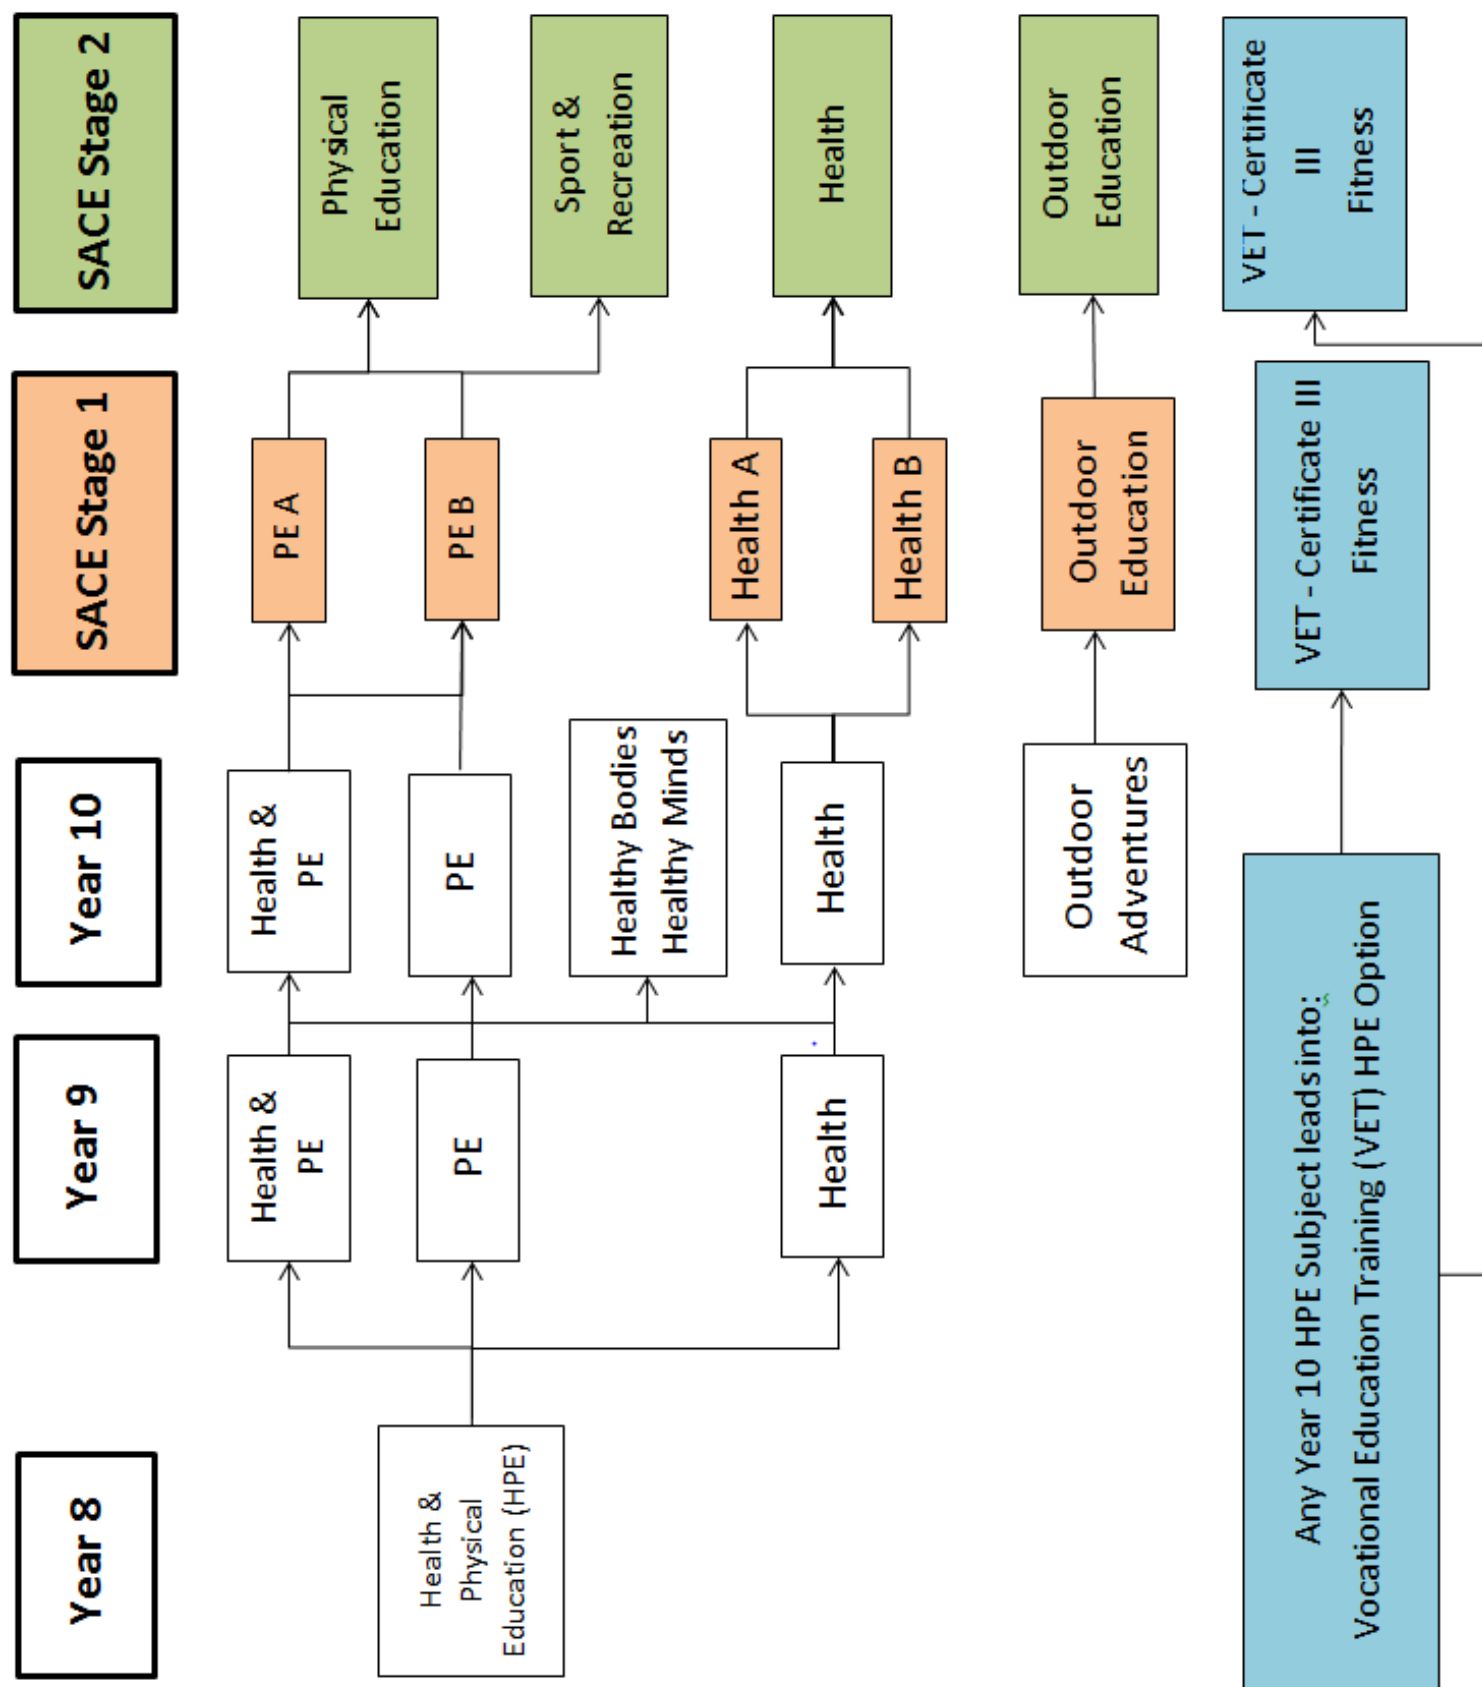 Year 8
Year 9
Year 10
SACE Stage 1
SACE Stage 2
Health &
Physical
Education (HPE)
Health &
PE
PE
Health
Health &
PE
PE
Healthy Bodies
Healthy Minds
Health
Outdoor
Adventures
PE A
PE B
Health A
Health B
Outdoor
Education
Physical
Education
Sport &
Recreation
Health
Outdoor
Education
Any Year 10 HPE Subject leads into:
Vocational Education Training (VET) HPE Option
VET - Certificate III
Fitness
VET - Certificate
III
Fitness